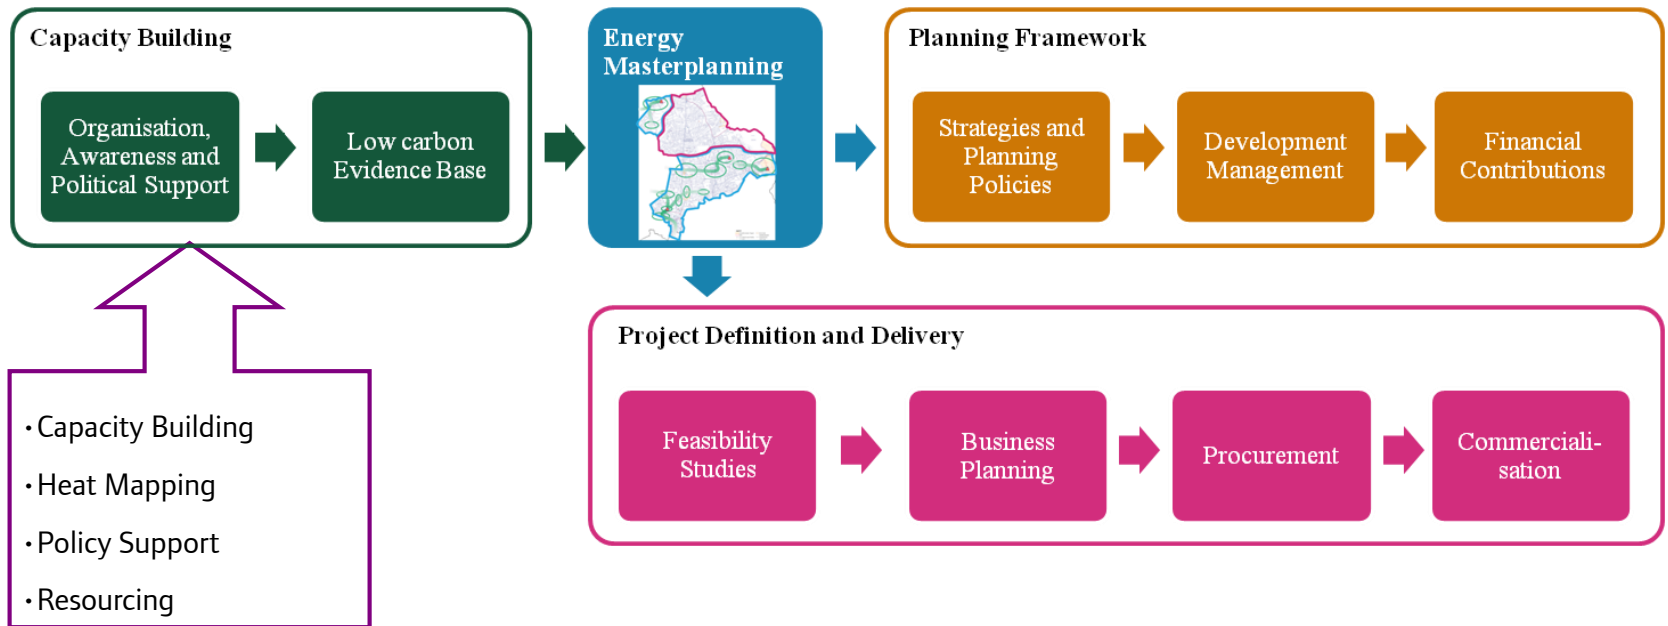 Capacity Building
Organisation,
Awareness and
Political Support
Low carbon
Evidence Base
Energy
Masterplanning
Planning Framework
Strategies and
Planning
Policies
Development
Management
Financial
Contributions
Project Definition and Delivery
Feasibility
Studies
Business
Planning
Procurement
Commerciali-
sation
• Capacity Building
• Heat Mapping
• Policy Support
• Resourcing